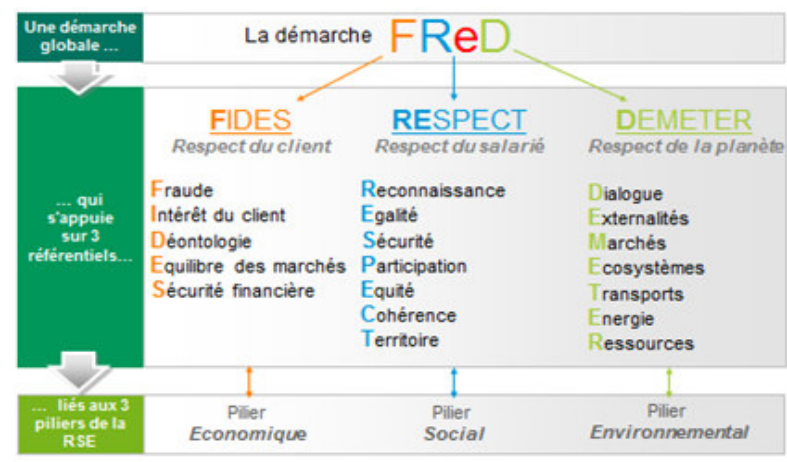 Une démarche
globale ...
La démarche FReD
... qui
s'appuie
sur 3
référentiels...
FIDES
Respect du client
Fraude
Intérêt du client
Déontologie
Equilibre des marchés
Sécurité financière
RESPECT
Respect du salarié
Reconnaissance
Egalité
Sécurité
Participation
Equité
Cohérence
Territoire
DEMETER
Respect de la planète
Dialogue
Externalités
Marchés
Ecosystèmes
Transports
Energie
Ressources
... liés aux 3
piliers de la
RSE
Pilier
Economique
Pilier
Social
Pilier
Environnemental